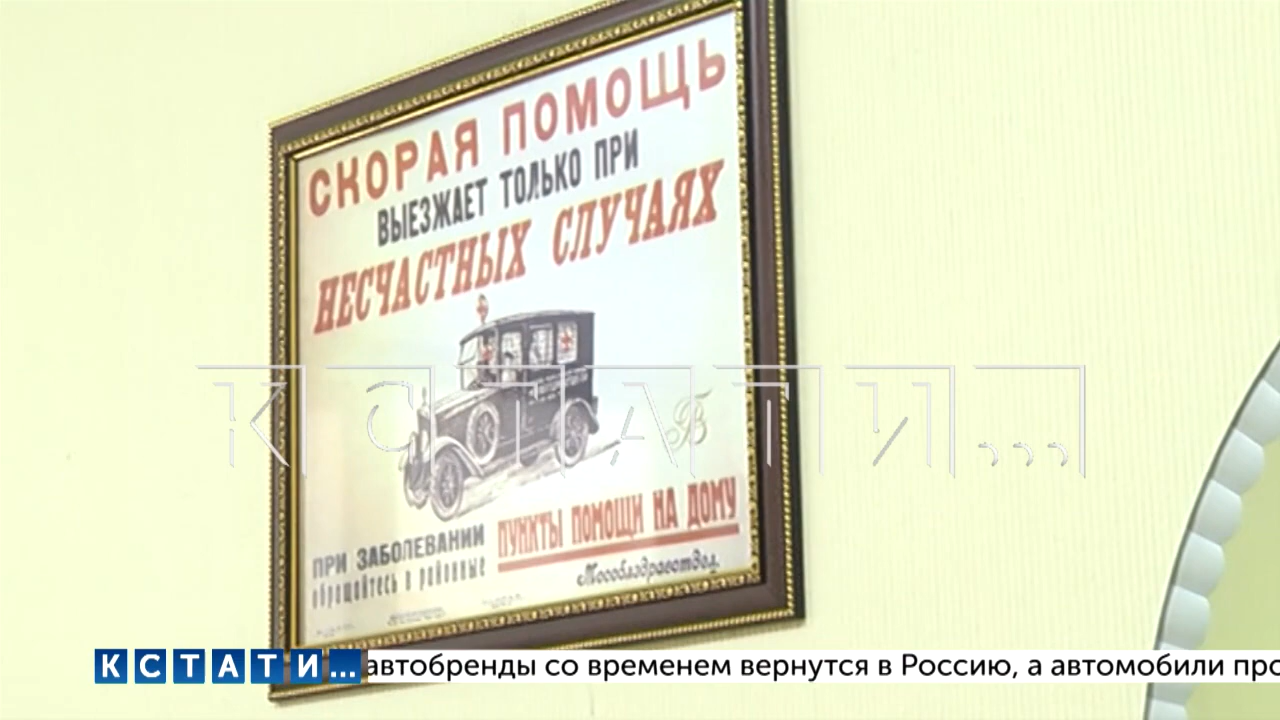 СКОРАЯ ПОМОЩЬ
ВЫЕЗЖАЕТ ТОЛЬКО ПРИ
НЕСЧАСТНЫХ СЛУЧАЯХ
КСТАТИ...
ПРИ ЗАБОЛЕВАНИИ
обращайтесь в районные
ПУНКТЫ ПОМОЩИ НА ДОМУ
Мособлздравотдел.
КСТАТИ... автобренды со временем вернутся в Россию, а автомобили про